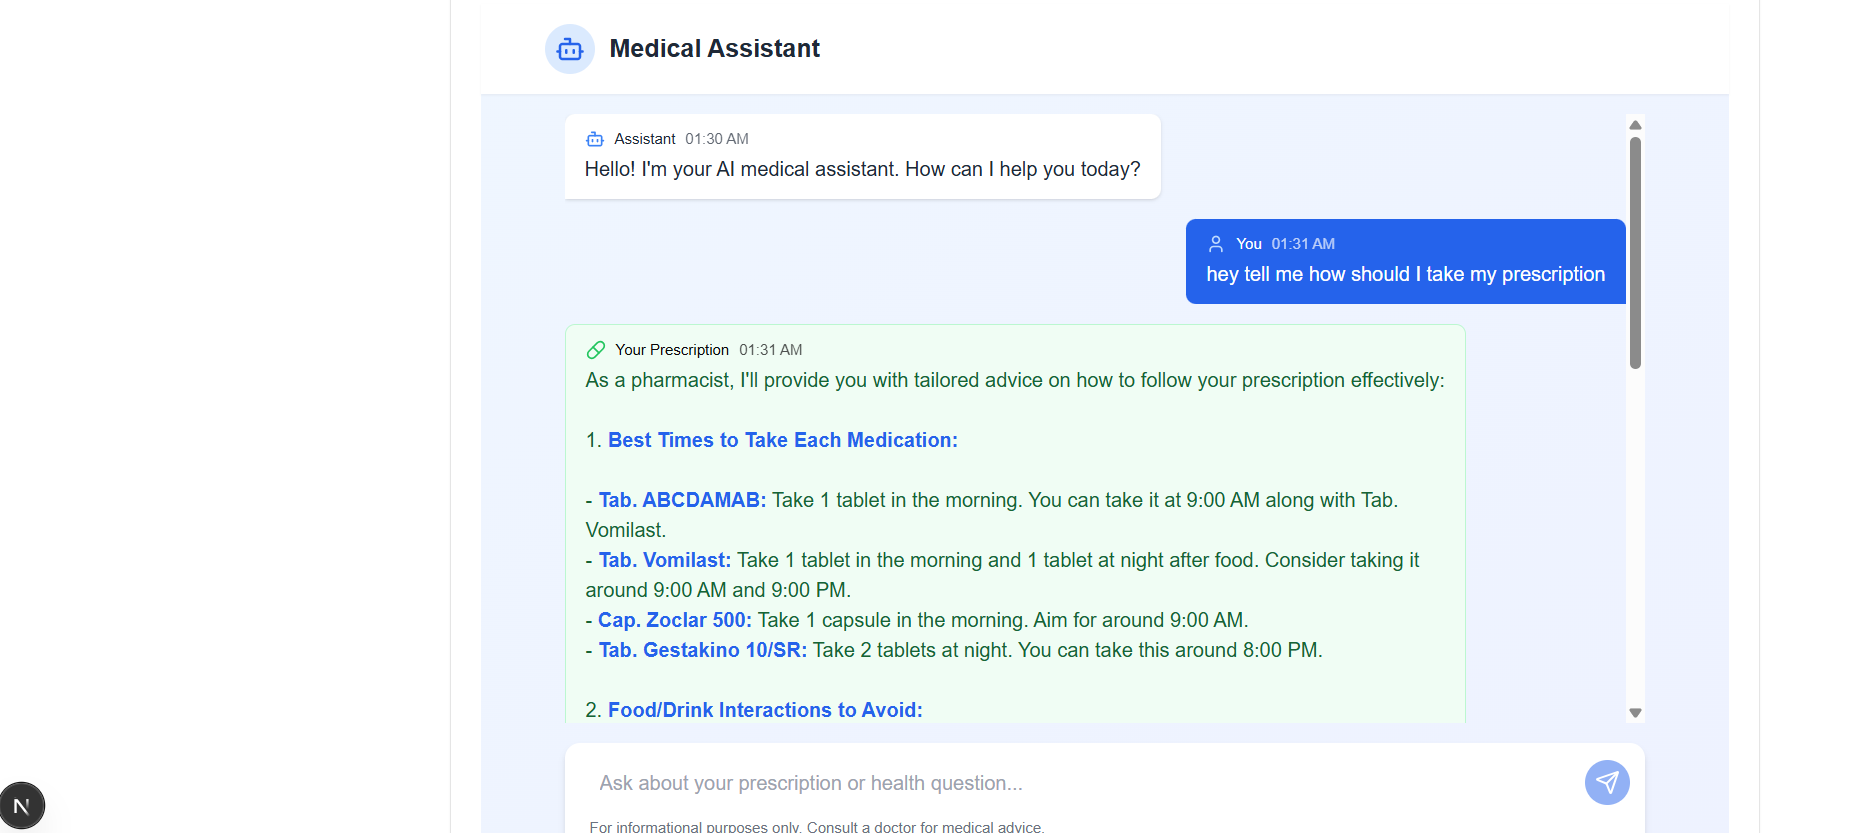 Medical Assistant
Assistant 01:30 AM
Hello! I'm your AI medical assistant. How can I help you today?
You 01:31 AM
hey tell me how should I take my prescription
Your Prescription 01:31 AM
As a pharmacist, I'll provide you with tailored advice on how to follow your prescription effectively:
1. Best Times to Take Each Medication:
- Tab. ABCDAMAB: Take 1 tablet in the morning. You can take it at 9:00 AM along with Tab.
Vomilast.
- Tab. Vomilast: Take 1 tablet in the morning and 1 tablet at night after food. Consider taking it
around 9:00 AM and 9:00 PM.
- Cap. Zoclar 500: Take 1 capsule in the morning. Aim for around 9:00 AM.
- Tab. Gestakino 10/SR: Take 2 tablets at night. You can take this around 8:00 PM.
2. Food/Drink Interactions to Avoid:
Ask about your prescription or health question...
For informational purposes only. Consult a doctor for medical advice.
N